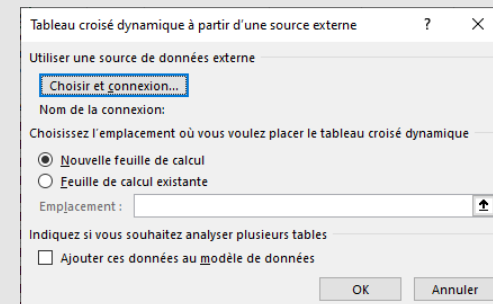 Tableau croisé dynamique à partir d'une source externe ? ×
Utiliser une source de données externe
Choisir et connexion...
Nom de la connexion:
Choisissez l'emplacement où vous voulez placer le tableau croisé dynamique
Nouvelle feuille de calcul
Feuille de calcul existante
Emplacement :
Indiquez si vous souhaitez analyser plusieurs tables
Ajouter ces données au modèle de données
OK Annuler